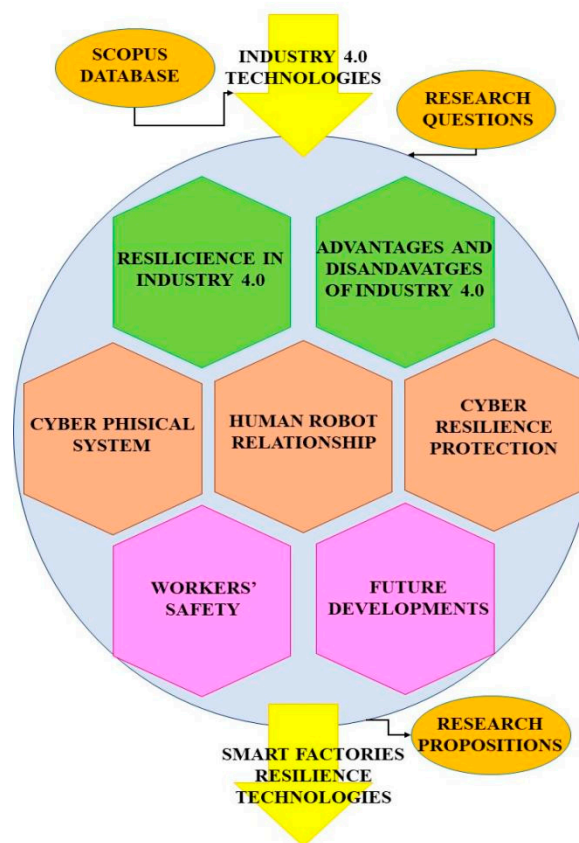 SCOPUS
DATABASE
INDUSTRY 4.0
TECHNOLOGIES
RESEARCH
QUESTIONS
RESILICIENCE IN
INDUSTRY 4.0
ADVANTAGES AND
DISANDAVATGES
OF INDUSTRY 4.0
CYBER PHISICAL
SYSTEM
HUMAN ROBOT
RELATIONSHIP
CYBER
RESILIENCE
PROTECTION
WORKERS'
SAFETY
FUTURE
DEVELOPMENTS
RESEARCH
PROPOSITIONS
SMART FACTORIES
RESILIENCE
TECHNOLOGIES